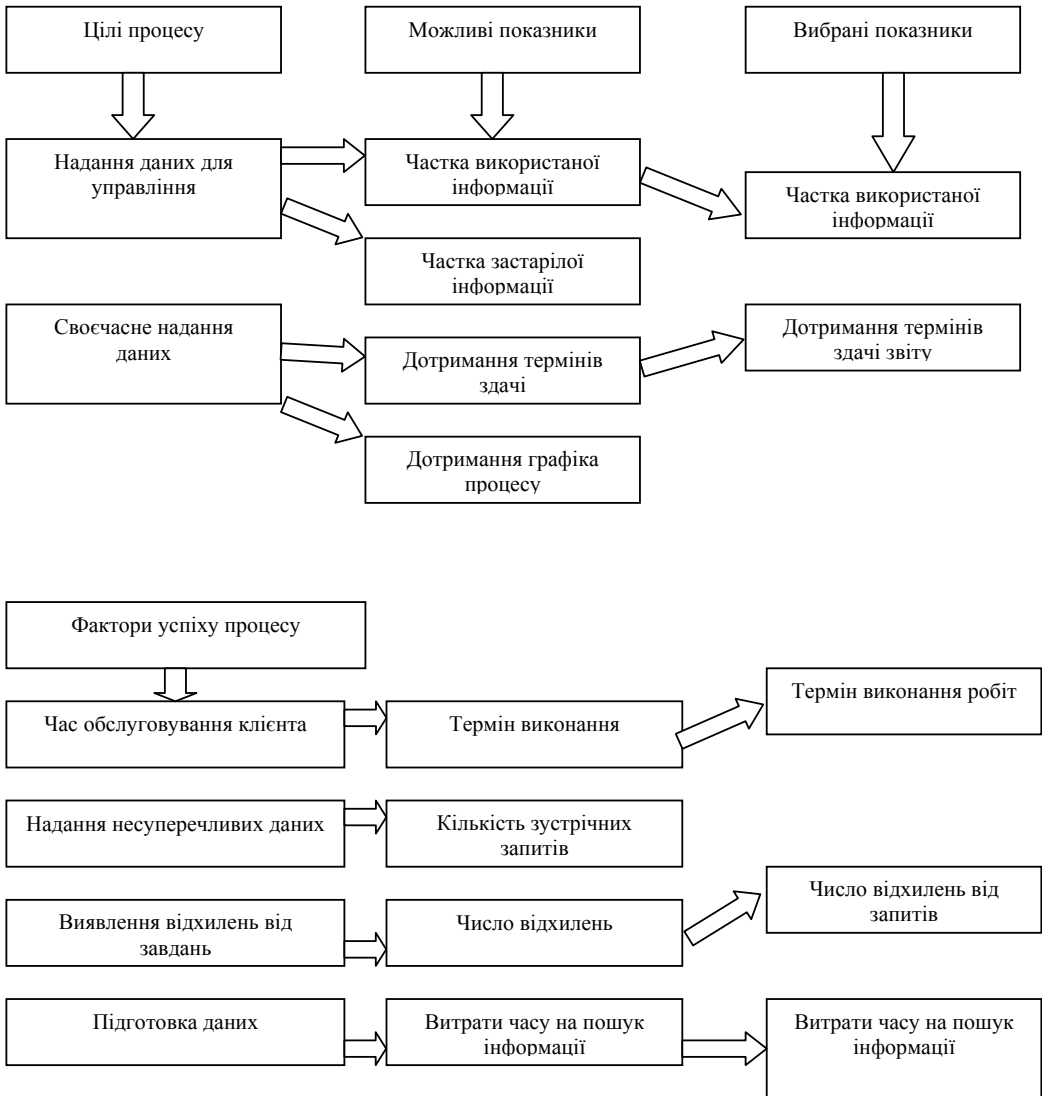 Цілі процесу
Можливі показники
Вибрані показники
Надання даних для
управління
Частка використаної
інформації
Частка використаної
інформації
Частка застарілої
інформації
Своєчасне надання
даних
Дотримання термінів
здачі
Дотримання термінів
здачі звіту
Дотримання графіка
процесу
Фактори успіху процесу
Час обслуговування клієнта
Термін виконання
Термін виконання робіт
Надання несуперечливих даних
Кількість зустрічних
запитів
Виявлення відхилень від
завдань
Число відхилень
Число відхилень від
запитів
Підготовка даних
Витрати часу на пошук
інформації
Витрати часу на пошук
інформації